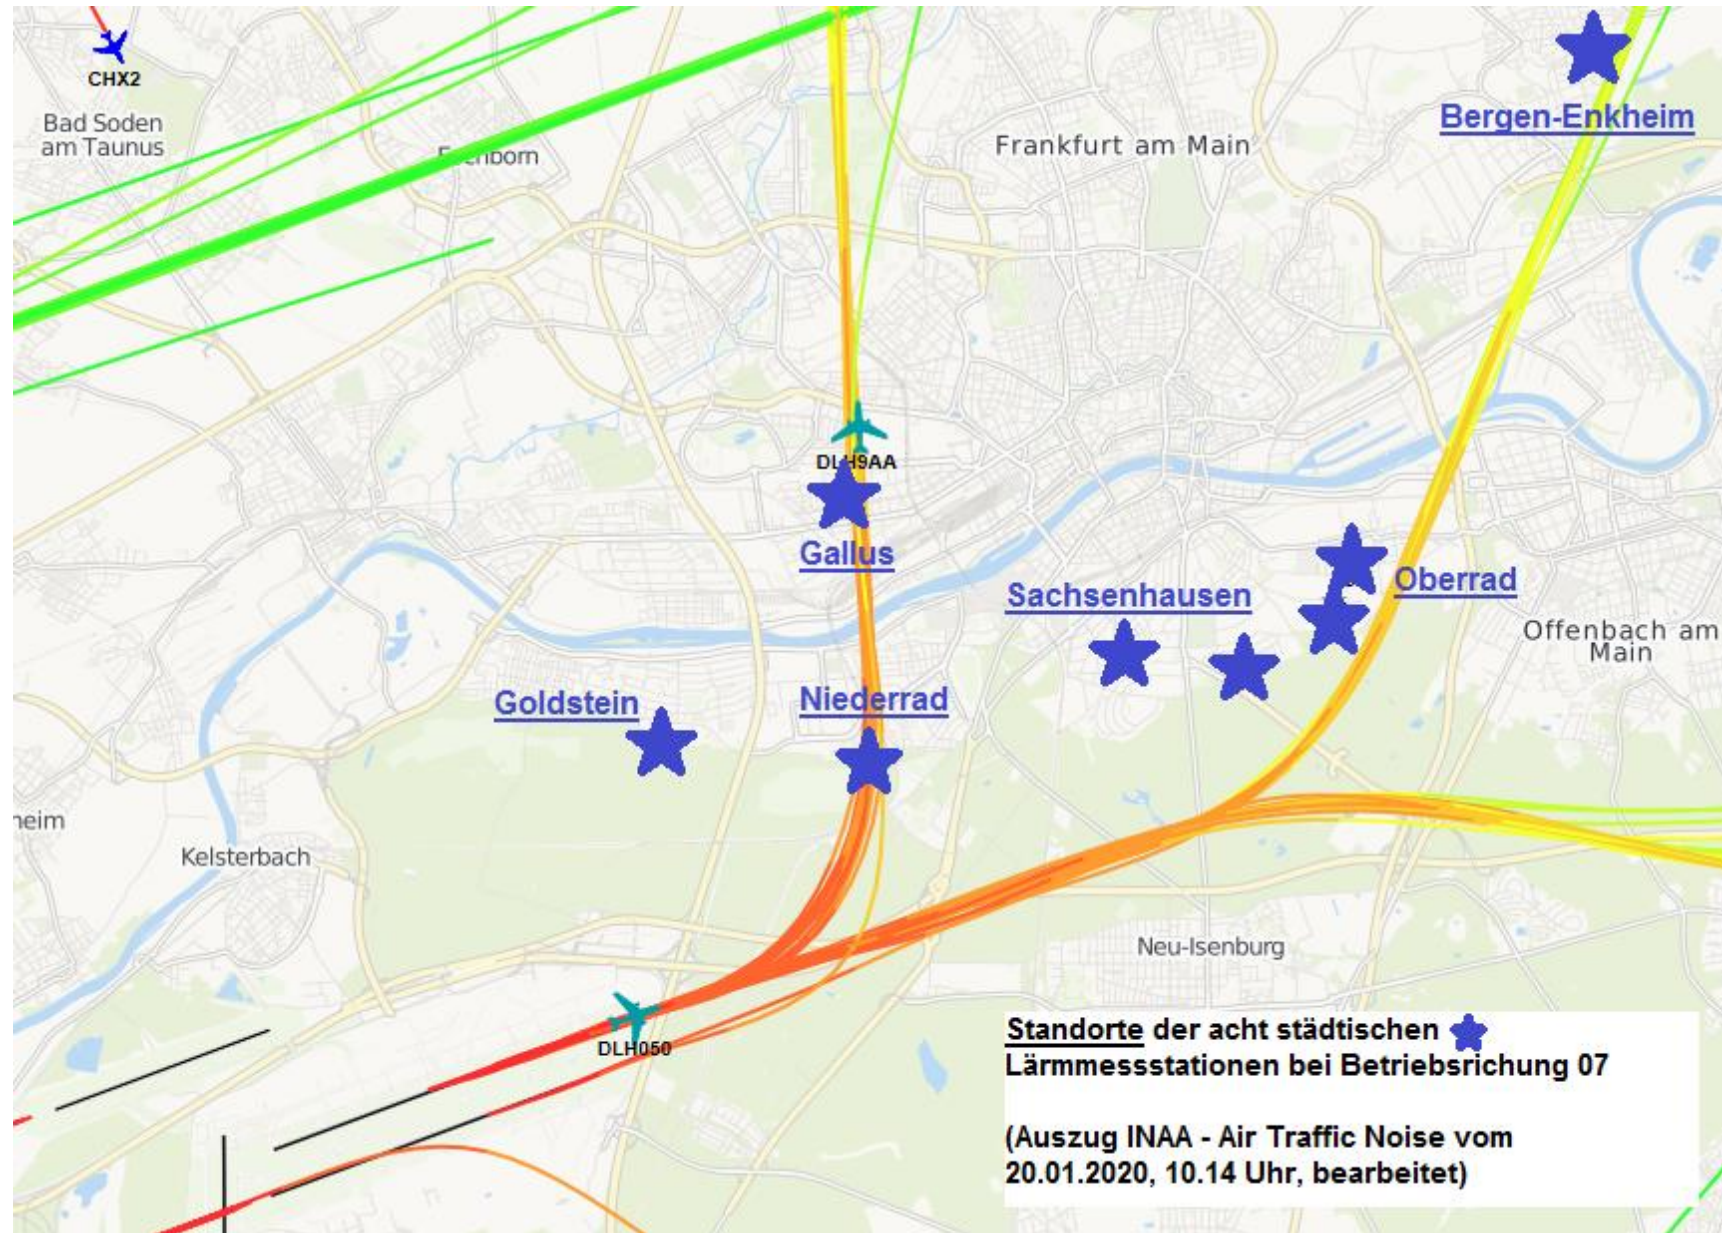 CHX2
Bad Soden
am Taunus
Bergen-Enkheim
Frankfurt am Main
DLH9AA
Gallus
Sachsenhausen
Oberrad
Offenbach am
Main
Goldstein
Niederrad
heim
Kelsterbach
Neu-Isenburg
DLH050
Standorte der acht städtischen
Lärmmessstationen bei Betriebsrichung 07
(Auszug INAA - Air Traffic Noise vom
20.01.2020, 10.14 Uhr, bearbeitet)